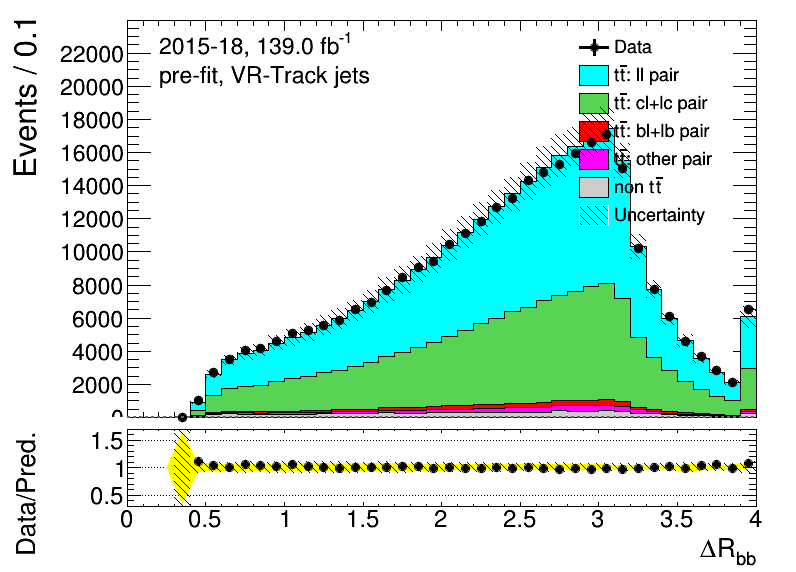 2015-18, 139.0 fb-1
pre-fit, VR-Track jets
Data
tt̄: ll pair
tt̄: cl+lc pair
tt̄: bl+lb pair
tt̄: other pair
non tt̄
Uncertainty
Events / 0.1
22000
20000
18000
16000
14000
12000
10000
8000
6000
4000
2000
0
Data/Pred.
1.5
1
0.5
0 0.5 1 1.5 2 2.5 3 3.5 4
ΔRbb